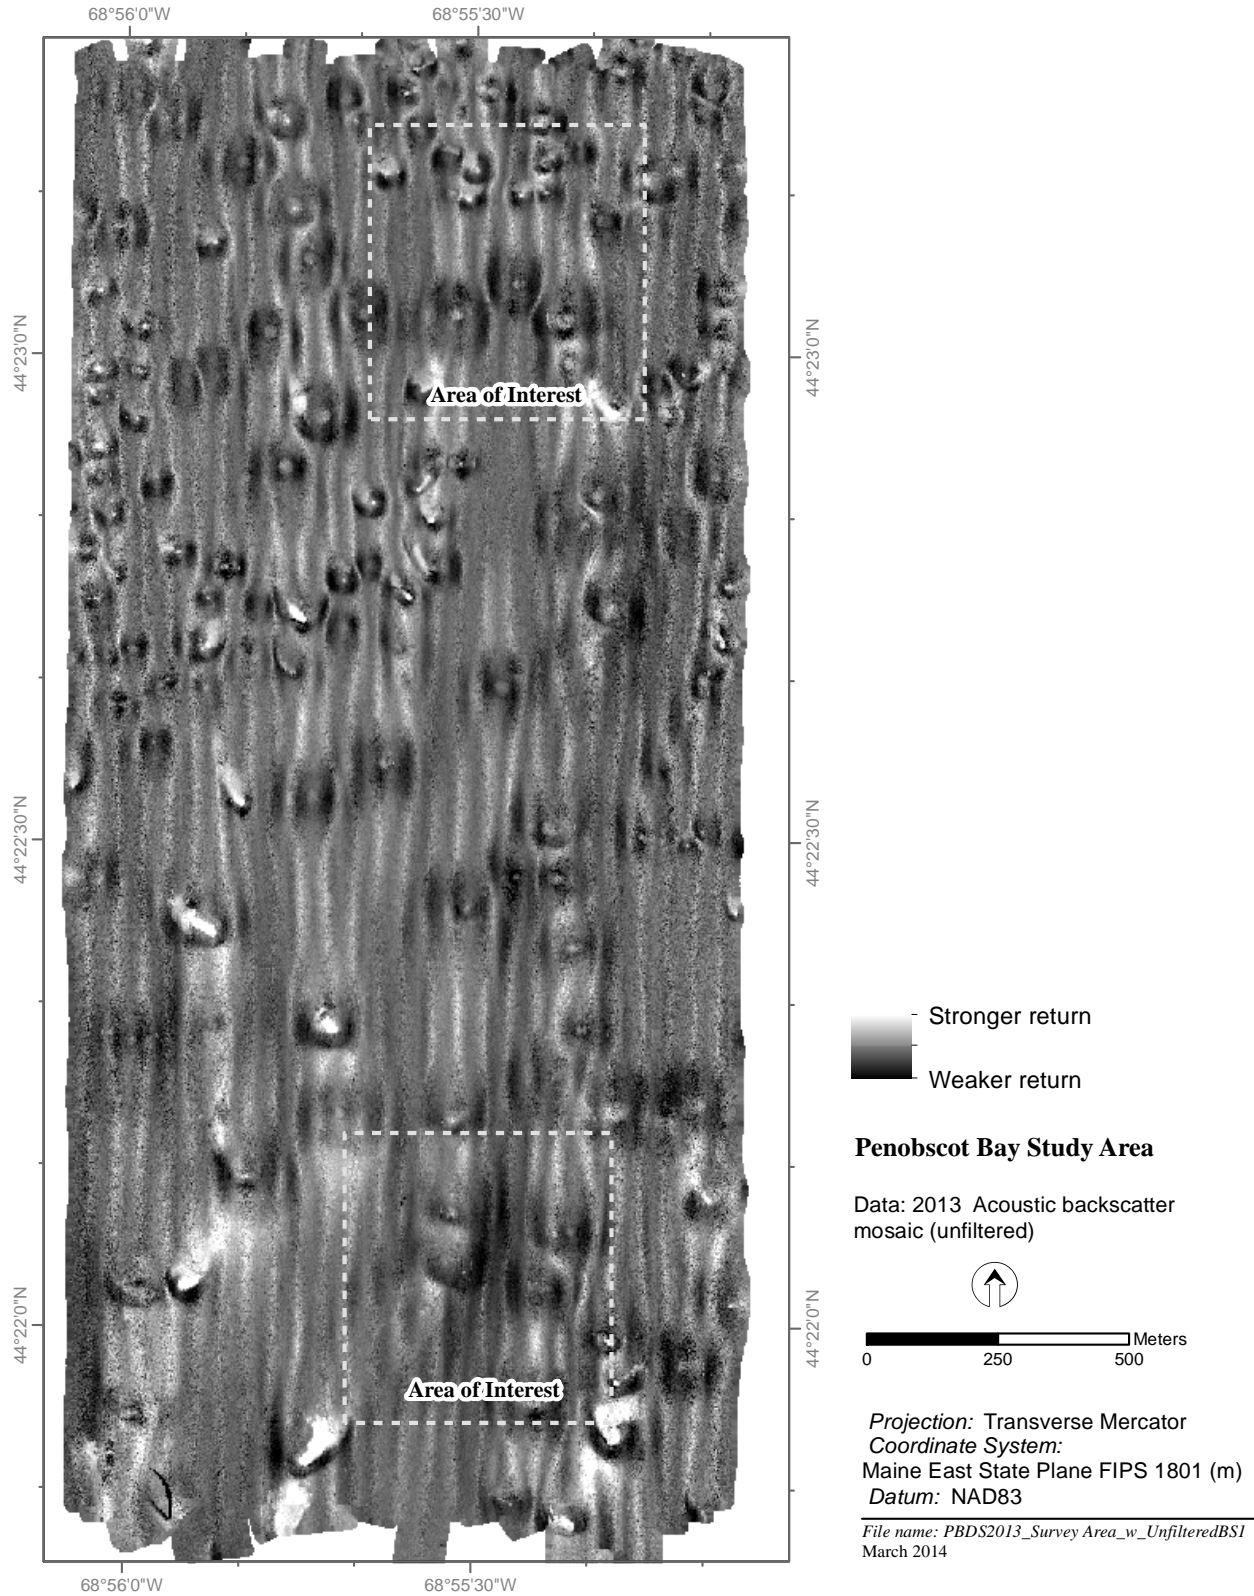 68°56'0"W
68°55'30"W
44°23'0"N
44°23'0"N
Area of Interest
44°22'30"N
44°22'30"N
Stronger return
Weaker return
Penobscot Bay Study Area
Data: 2013 Acoustic backscatter
mosaic (unfiltered)
44°22'0"N
44°22'0"N
Meters
0 250 500
Area of Interest
Projection: Transverse Mercator
Coordinate System:
Maine East State Plane FIPS 1801 (m)
Datum: NAD83
File name: PBDS2013_Survey Area_w_UnfilteredBS1
March 2014
68°56'0"W
68°55'30"W